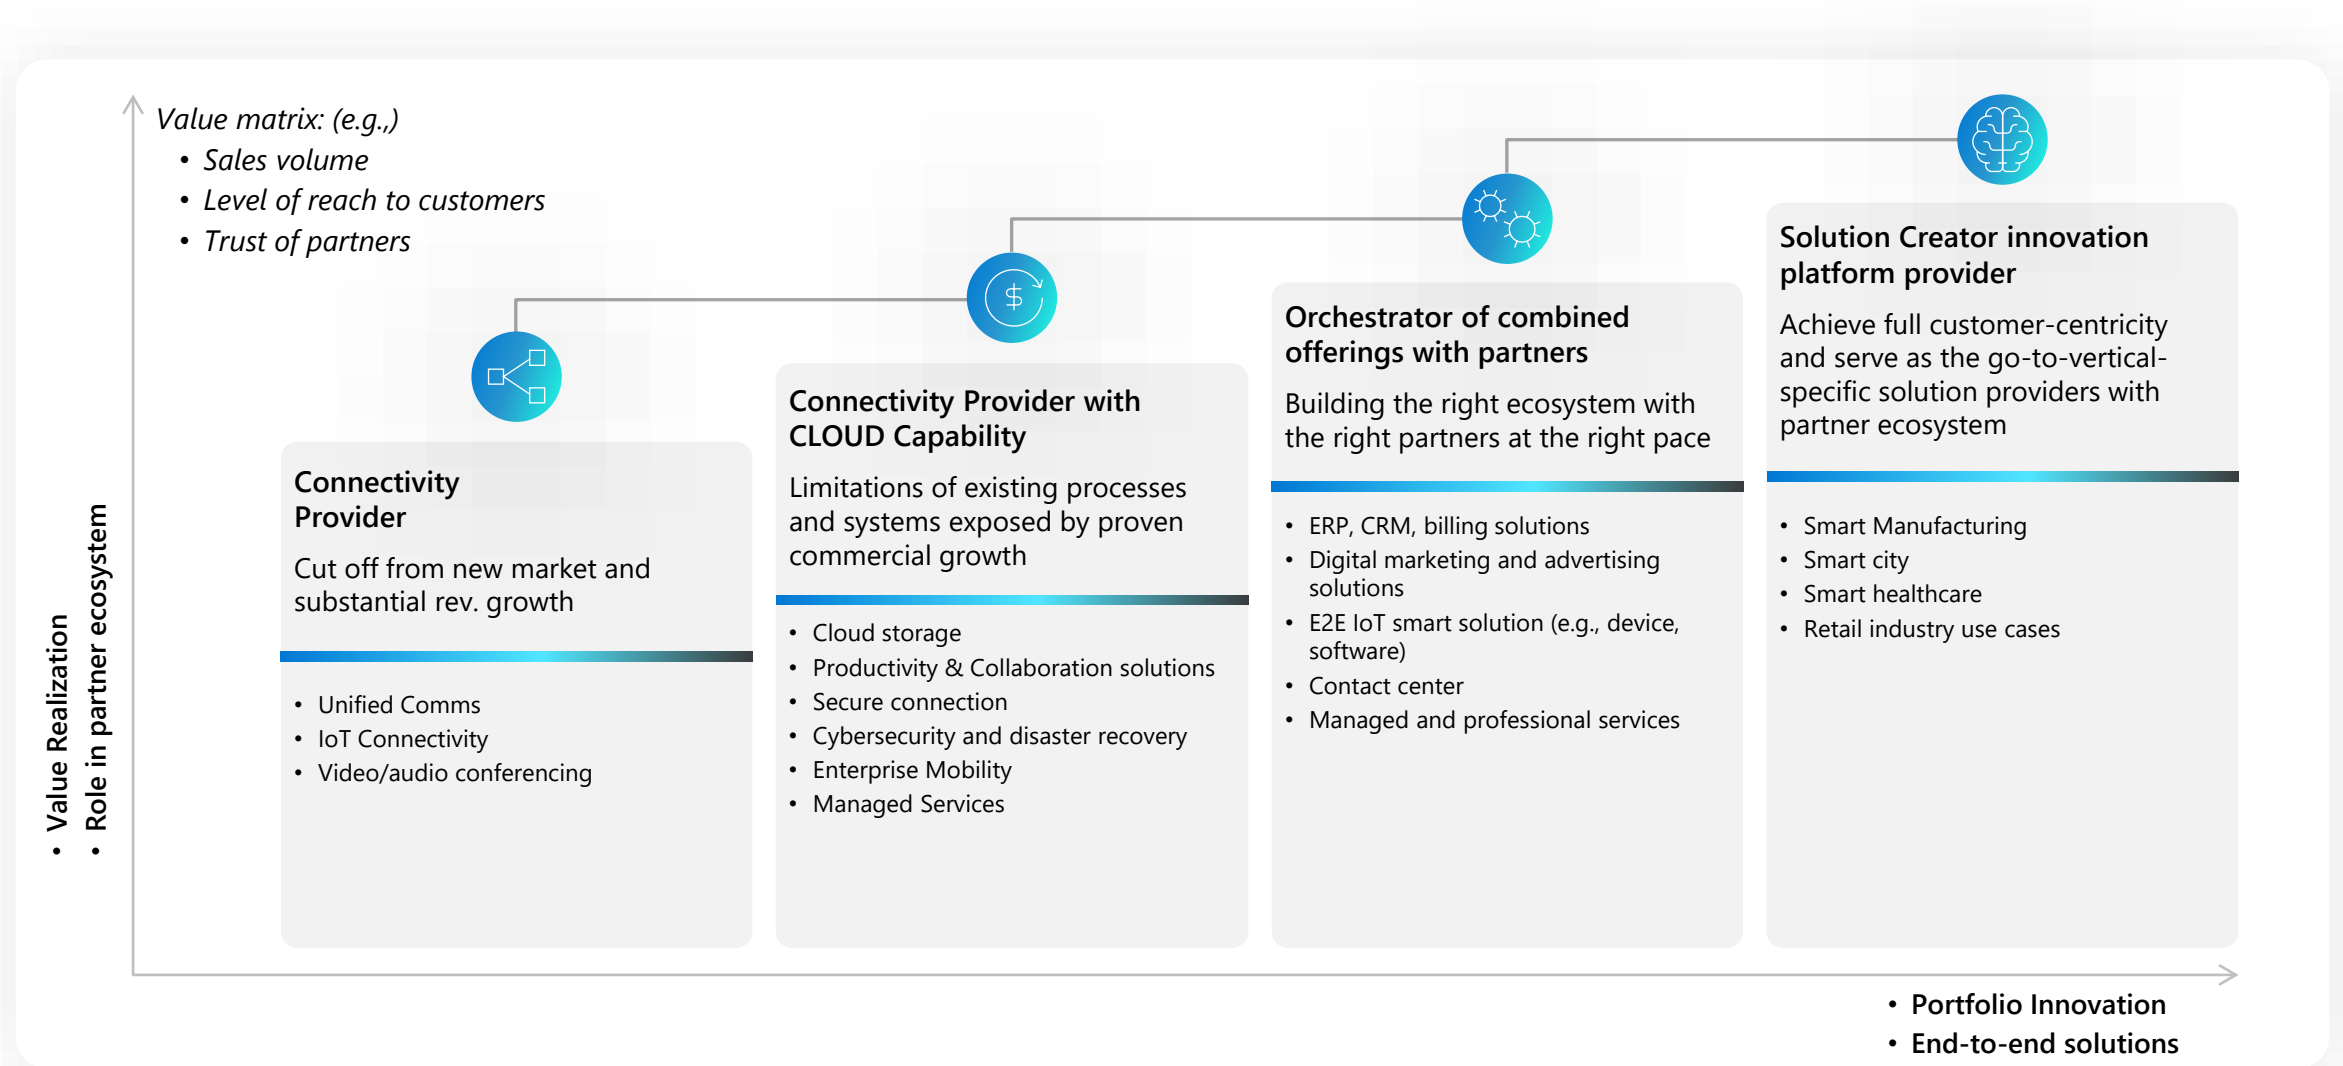 Value matrix: (e.g.,)
• Sales volume
• Level of reach to customers
• Trust of partners
• Value Realization
• Role in partner ecosystem
Connectivity
Provider
Cut off from new market and
substantial rev. growth
• Unified Comms
• IoT Connectivity
• Video/audio conferencing
$
Connectivity Provider with
CLOUD Capability
Limitations of existing processes
and systems exposed by proven
commercial growth
• Cloud storage
• Productivity & Collaboration solutions
• Secure connection
• Cybersecurity and disaster recovery
• Enterprise Mobility
• Managed Services
Orchestrator of combined
offerings with partners
Building the right ecosystem with
the right partners at the right pace
• ERP, CRM, billing solutions
• Digital marketing and advertising
solutions
• E2E IoT smart solution (e.g., device,
software)
• Contact center
• Managed and professional services
Solution Creator innovation
platform provider
Achieve full customer-centricity
and serve as the go-to-vertical-
specific solution providers with
partner ecosystem
• Smart Manufacturing
• Smart city
• Smart healthcare
• Retail industry use cases
• Portfolio Innovation
• End-to-end solutions